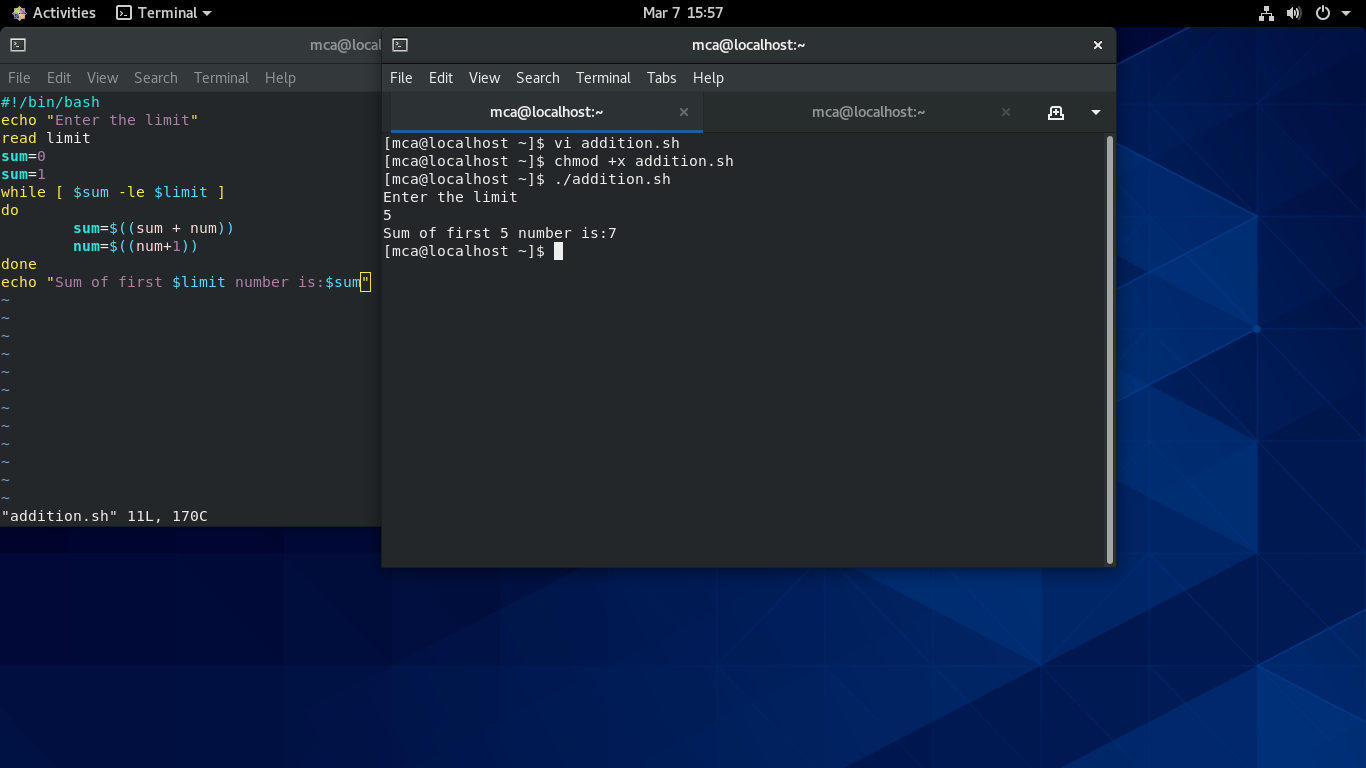 Activities Terminal Mar 7 15:57
mca@local
File Edit View Search Terminal Help
#!/bin/bash
echo "Enter the limit"
read limit
sum=0
sum=1
while [ $sum -le $limit ]
do
        sum=$((sum + num))
        num=$((num+1))
done
echo "Sum of first $limit number is:$sum"
~
~
~
~
~
~
~
~
~
~
~
~
"addition.sh" 11L, 170C
mca@localhost:~
File Edit View Search Terminal Tabs Help
mca@localhost:~ mca@localhost:~
[mca@localhost ~]$ vi addition.sh
[mca@localhost ~]$ chmod +x addition.sh
[mca@localhost ~]$ ./addition.sh
Enter the limit
5
Sum of first 5 number is:7
[mca@localhost ~]$